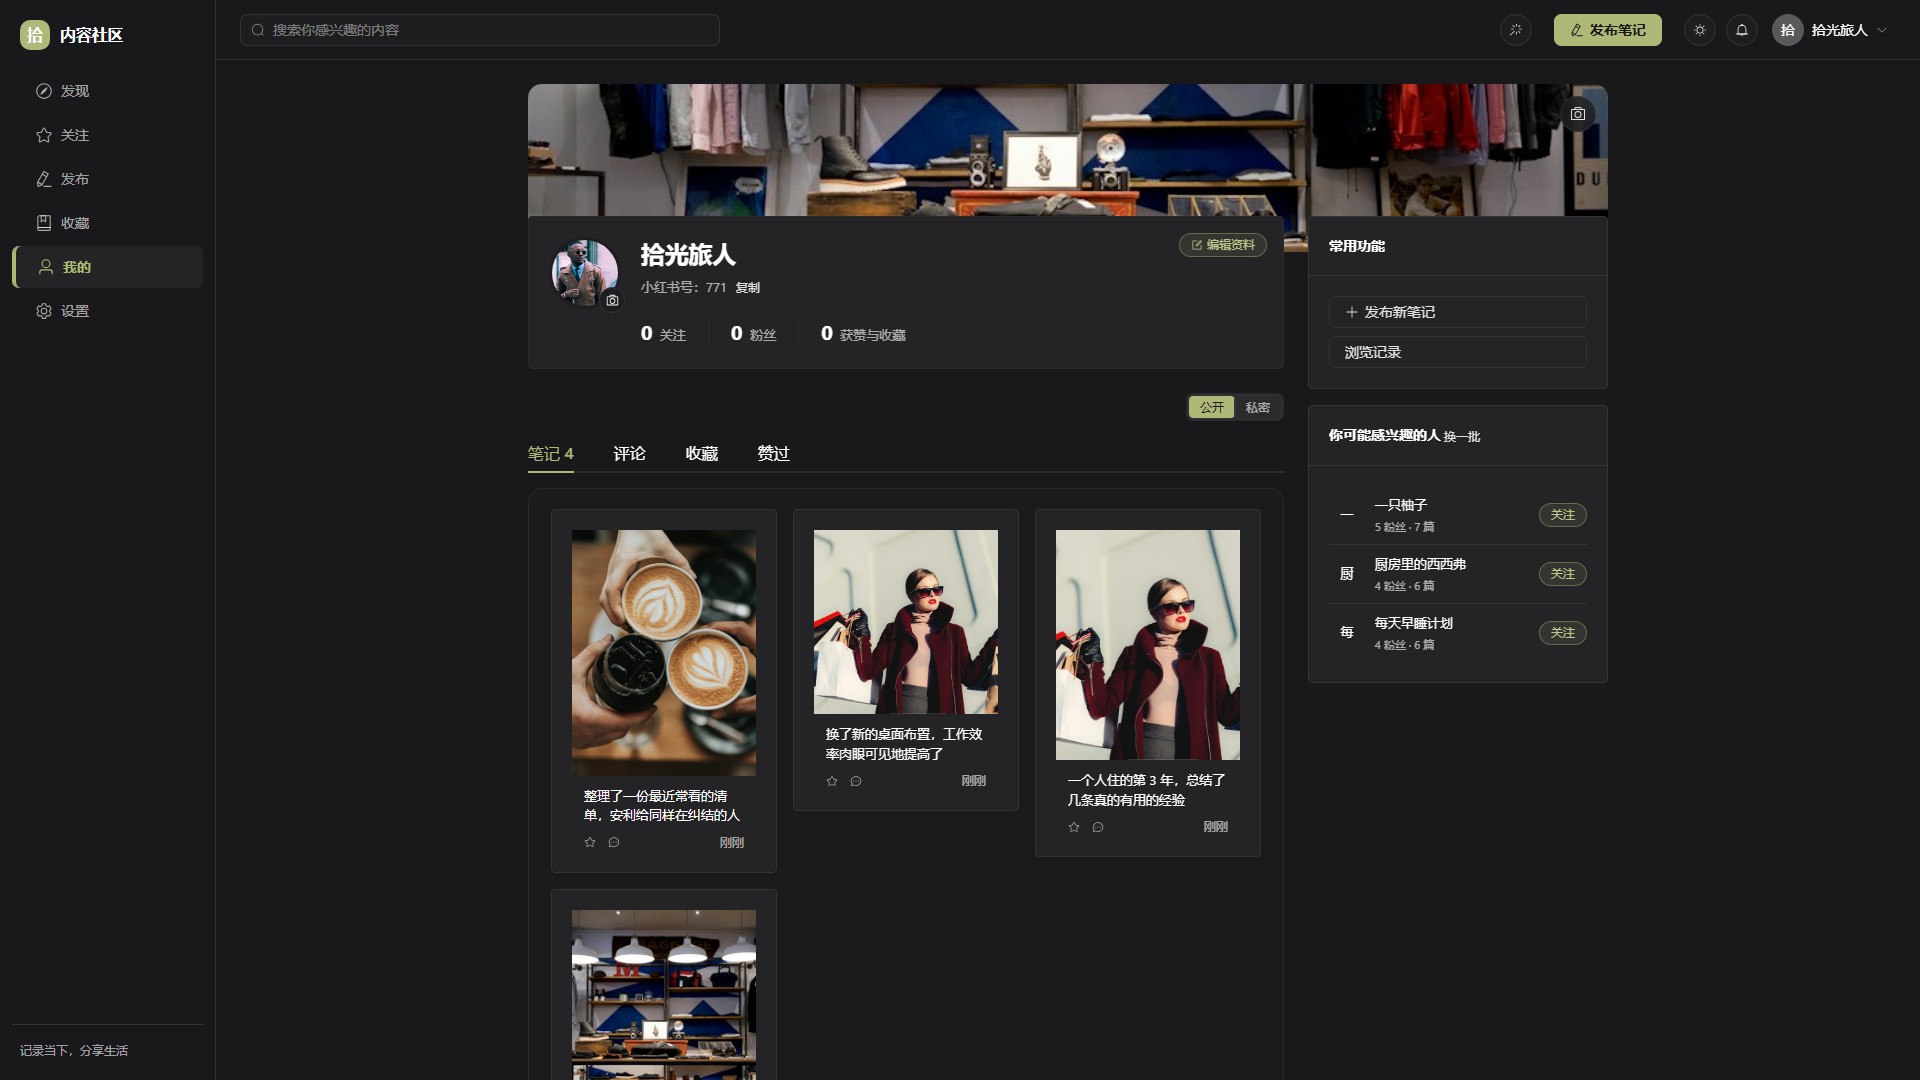 拾 内容社区
搜索你感兴趣的内容
发布笔记
拾 拾光旅人
发现
关注
发布
收藏
我的
设置
记录当下，分享生活
DU
拾光旅人
编辑资料
小红书号：771 复制
0 关注
0 粉丝
0 获赞与收藏
公开 私密
笔记 4 评论 收藏 赞过
整理了一份最近常看的清
单，安利给同样在纠结的人
刚刚
换了新的桌面布置，工作效
率肉眼可见地提高了
刚刚
一个人住的第 3 年，总结了
几条真的有用的经验
刚刚
常用功能
发布新笔记
浏览记录
你可能感兴趣的人 换一批
一 一只柚子 关注
5 粉丝 · 7 篇
厨 厨房里的西西弗 关注
4 粉丝 · 6 篇
每 每天早睡计划 关注
4 粉丝 · 6 篇